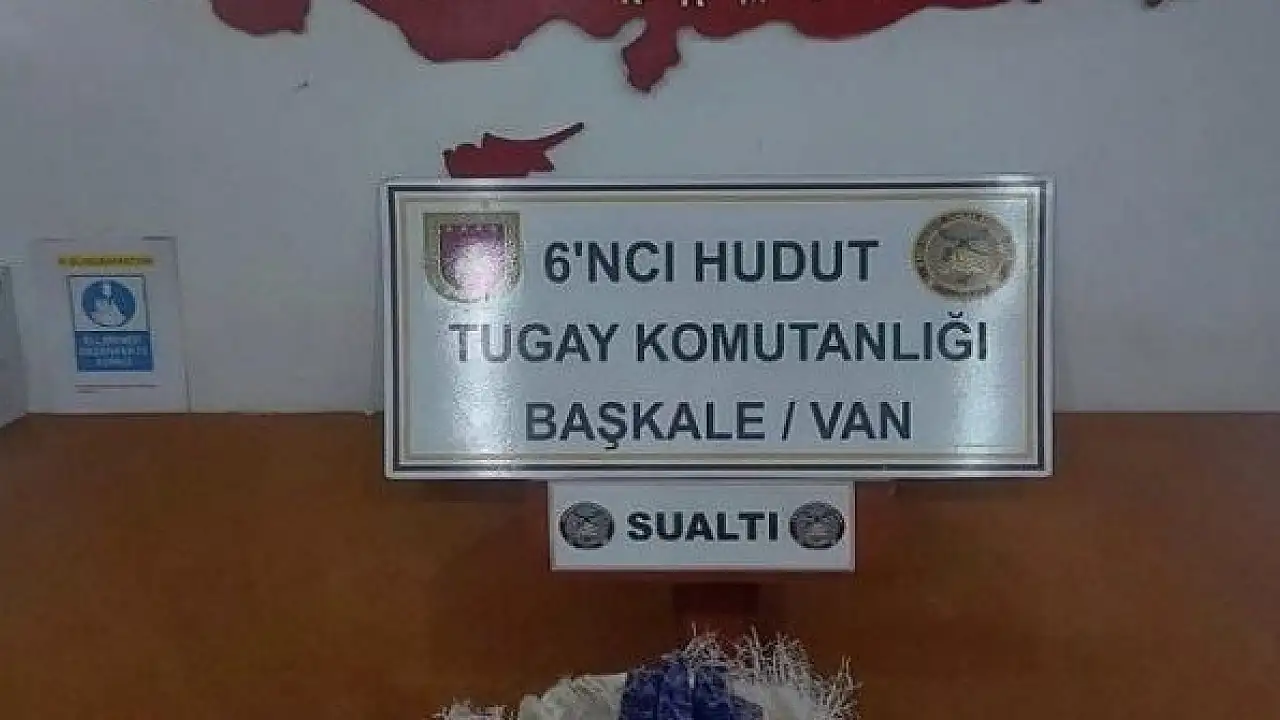 6'NCI HUDUT
TUGAY KOMUTANLIĞI
BAŞKALE / VAN
SUALTI